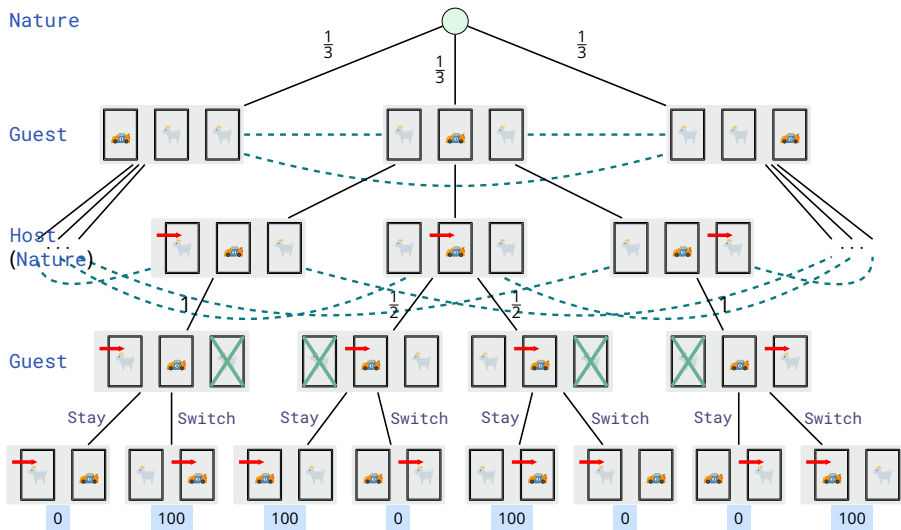 Nature
1/3
1/3
1/3
Guest
Host
(Nature)
...
...
1
1/2
1/2
1
Guest
Stay
Switch
Stay
Switch
Stay
Switch
Stay
Switch
0
100
100
0
100
0
0
100